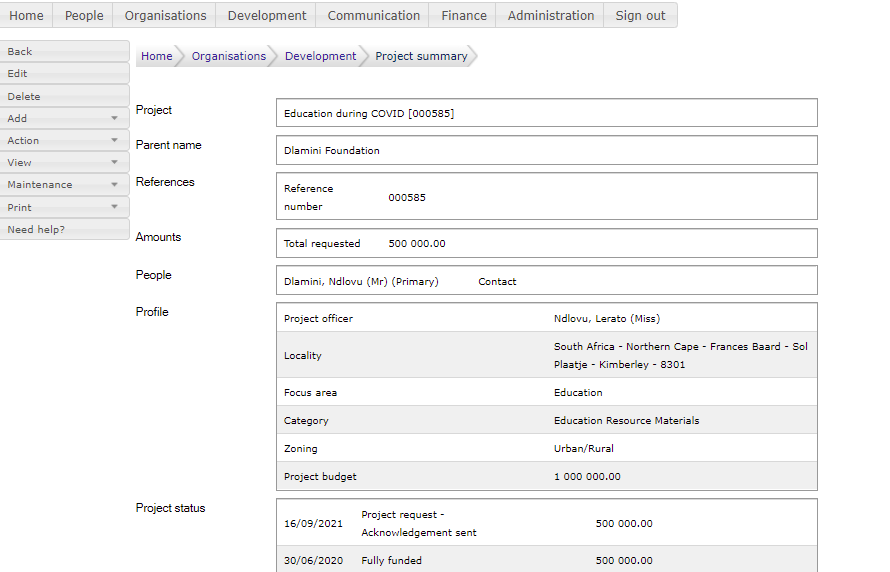 Home People Organisations Development Communication Finance Administration Sign out
Back
Edit
Delete
Add
Action
View
Maintenance
Print
Need help?
Home Organisations Development Project summary
Project Education during COVID [000585]
Parent name Dlamini Foundation
References Reference
number 000585
Amounts Total requested 500 000.00
People Dlamini, Ndlovu (Mr) (Primary) Contact
Profile Project officer Ndlovu, Lerato (Miss)
Locality South Africa - Northern Cape - Frances Baard - Sol
Plaatje - Kimberley - 8301
Focus area Education
Category Education Resource Materials
Zoning Urban/Rural
Project budget 1 000 000.00
Project status 16/09/2021 Project request -
Acknowledgement sent 500 000.00
30/06/2020 Fully funded 500 000.00